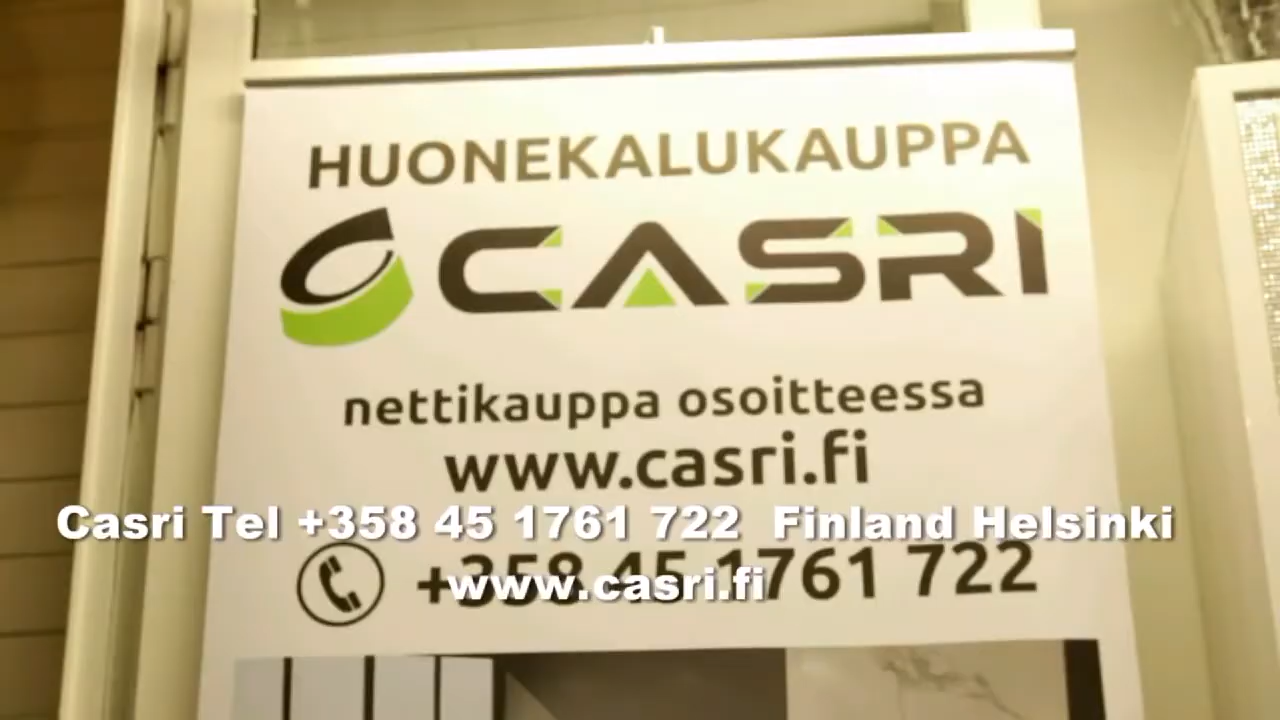 HUONEKALUKAUPPA
CASRI
nettikauppa osoitteessa
www.casri.fi
Casri Tel +358 45 1761 722 Finland Helsinki
+358 45 1761 722
www.casri.fi